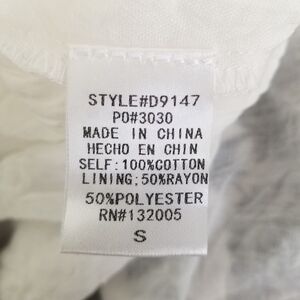 STYLE#D9147
PO#3030
MADE IN CHINA
HECHO EN CHIN
SELF:100%COTTON
LINING;50%RAYON
50%POLYESTER
RN#132005
S